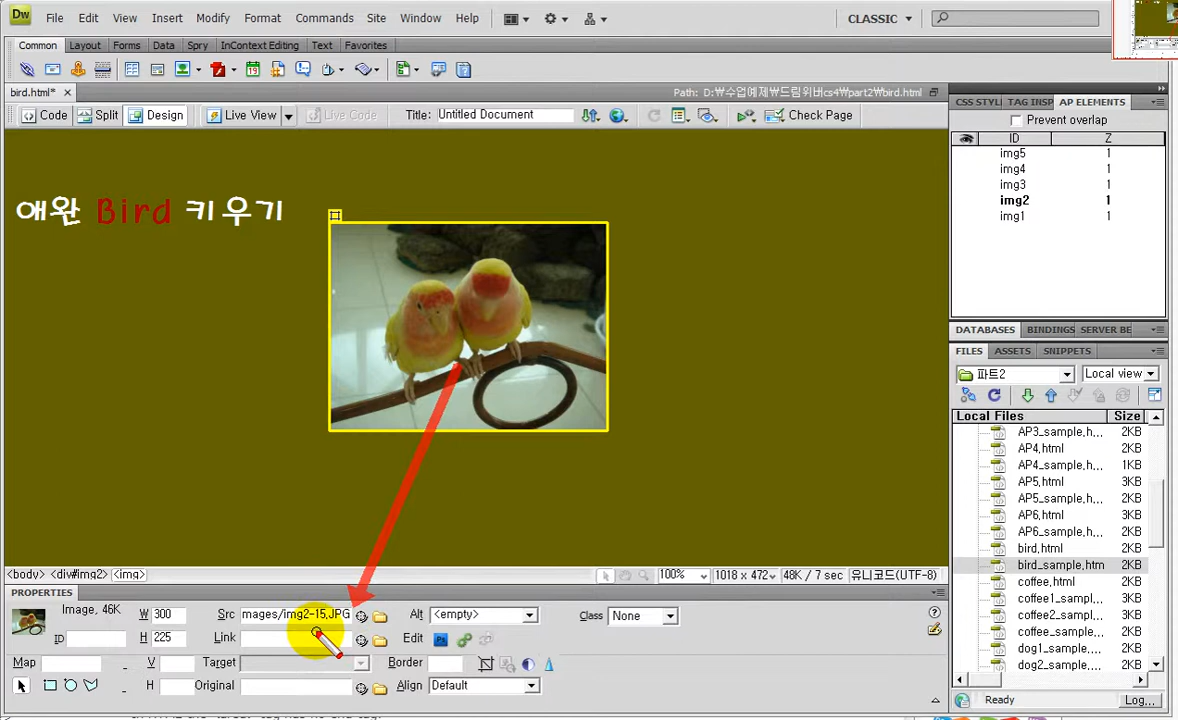 Dw File Edit View Insert Modify Format Commands Site Window Help CLASSIC
Common Layout Forms Data Spry InContext Editing Text Favorites
bird.html* Path: D:₩수업예제₩드림위버cs4₩part2₩bird.html
Code Split Design Live View Live Code Title: Untitled Document Check Page
CSS STYL TAG INSP AP ELEMENTS
Prevent overlap
ID Z
img5 1
img4 1
img3 1
img2 1
img1 1
애완 Bird 키우기
DATABASES BINDINGS SERVER BE
FILES ASSETS SNIPPETS
파트2 Local view
Local Files Size
AP3_sample,h... 2KB
AP4,html 2KB
AP4_sample,html 1KB
AP5,html 2KB
AP5_sample,html 3KB
AP6,html 3KB
AP6_sample,html 2KB
bird,html 2KB
bird_sample,htm 2KB
coffee,html 2KB
coffee1_sample,... 2KB
coffee2_sample,... 2KB
coffee_sample,h... 2KB
dog1_sample,... 2KB
dog2_sample,... 2KB
Ready Log...
<body> <div#img2> <img> 100% 1018 x 472 48K / 7 sec 유니코드(UTF-8)
PROPERTIES
Image, 46K W 300 Src mages/img2-15,JPG Alt <empty> Class None
ID H 225 Link Edit Ps
Map V Target Border
H Original Align Default